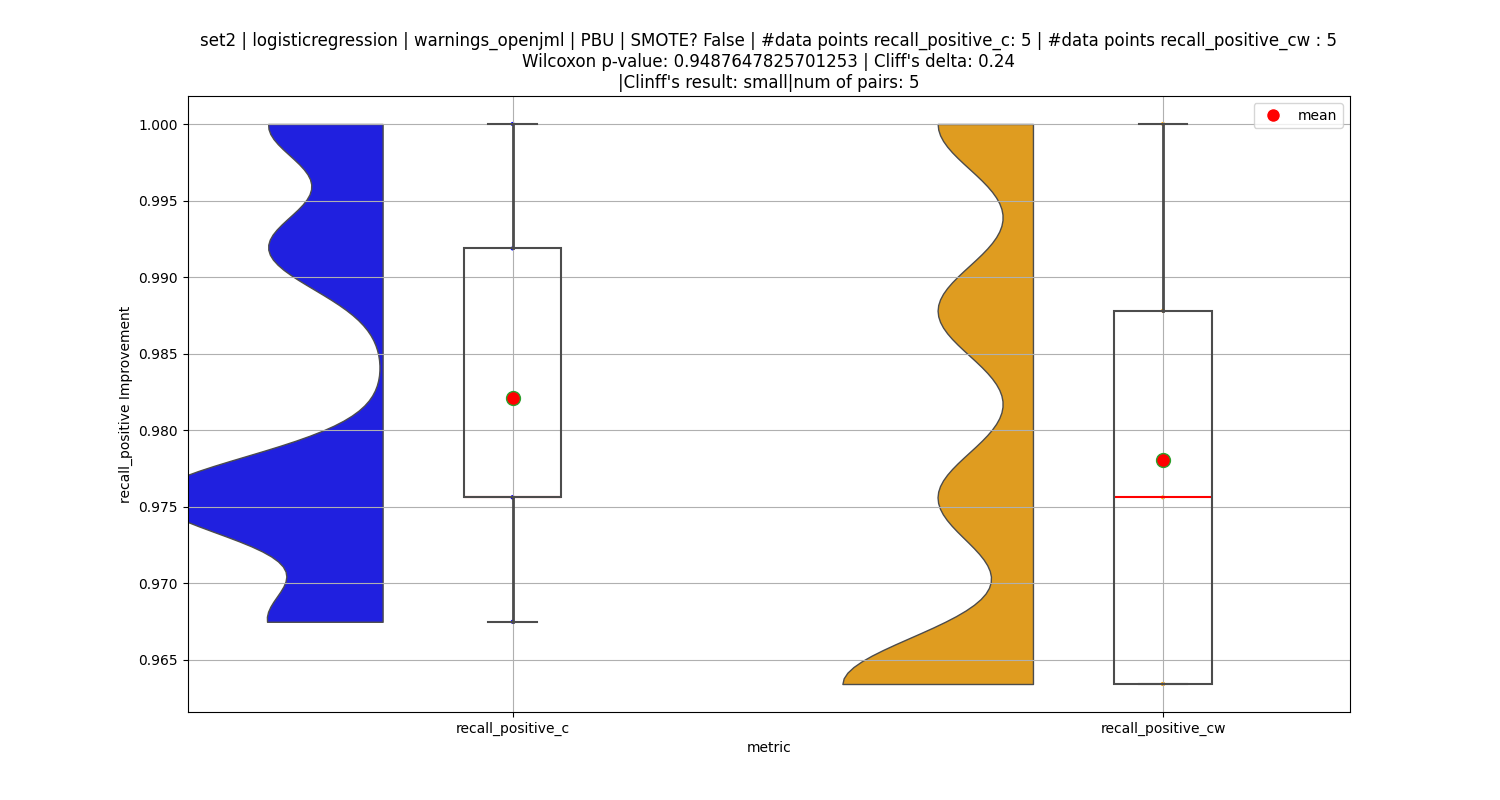 set2 | logisticregression | warnings_openjml | PBU | SMOTE? False | #data points recall_positive_c: 5 | #data points recall_positive_cw : 5
Wilcoxon p-value: 0.9487647825701253 | Cliff's delta: 0.24
|Clinff's result: small|num of pairs: 5
mean
1.000
0.995
0.990
0.985
0.980
0.975
0.970
0.965
recall_positive Improvement
recall_positive_c
recall_positive_cw
metric